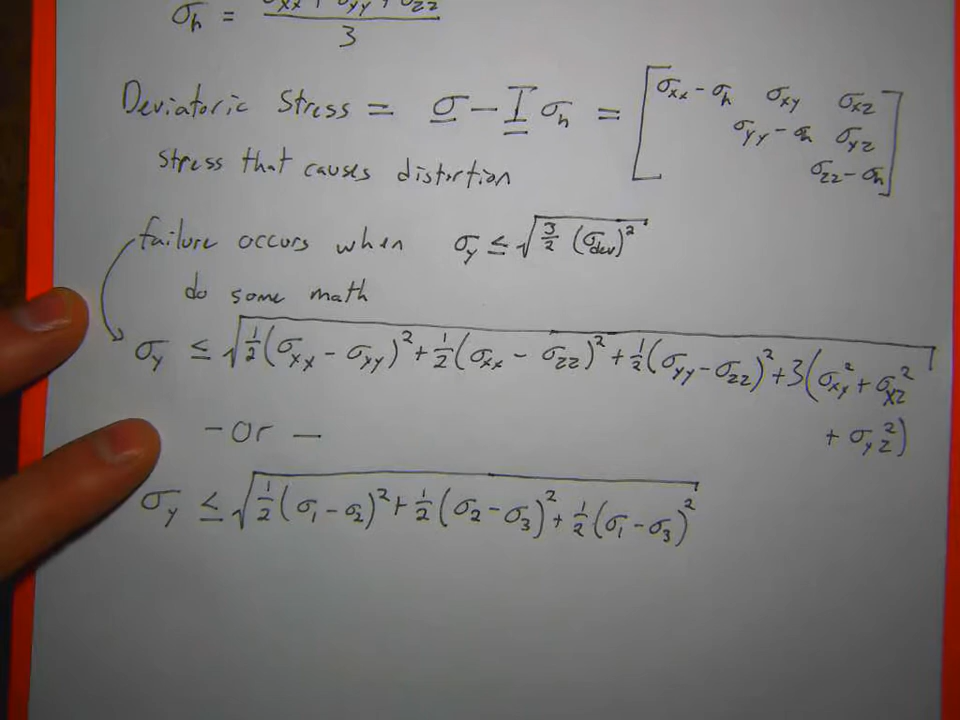 σh = σxx + σyy + σzz / 3
Deviatoric Stress = σ − I σh = [σxx − σh σxy σxz
σyy − σh σyz
σzz − σh]
stress that causes distortion
failure occurs when σy ≤ √(3/2 (σdev)²)
do some math
σy ≤ √(1/2(σxx − σyy)² + 1/2(σxx − σzz)² + 1/2(σyy − σzz)² + 3(σxy² + σxz²
+ σyz²)
- or -
σy ≤ √(1/2(σ1 − σ2)² + 1/2(σ2 − σ3)² + 1/2(σ1 − σ3)²